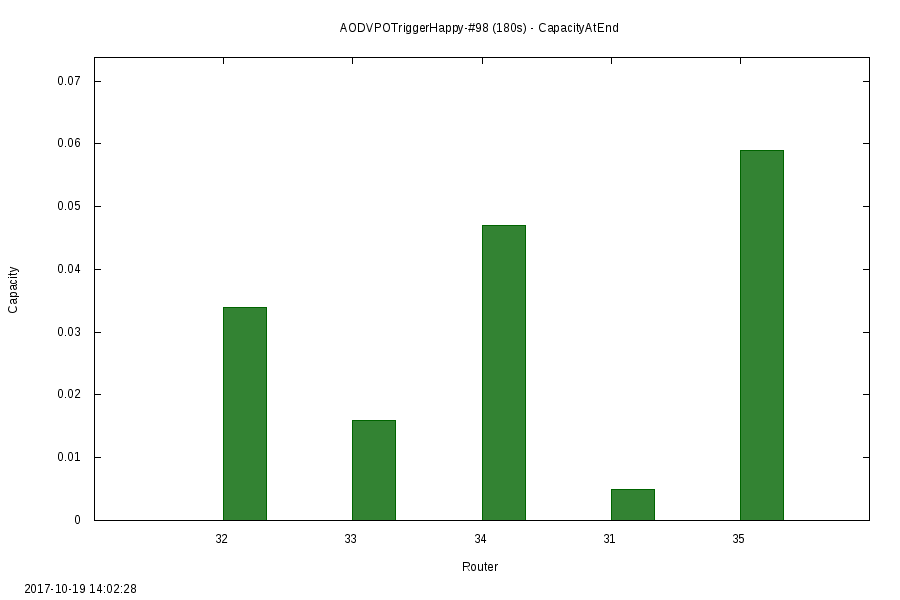 AODVPOTriggerHappy-#98 (180s) - CapacityAtEnd
0.07
0.06
0.05
0.04
0.03
0.02
0.01
0
Capacity
32 33 34 31 35
Router
2017-10-19 14:02:28